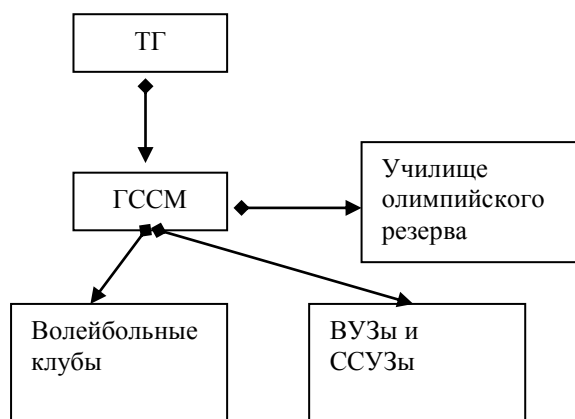 ТГ
ГССМ
Училище
олимпийского
резерва
Волейбольные
клубы
ВУЗы и
ССУЗы